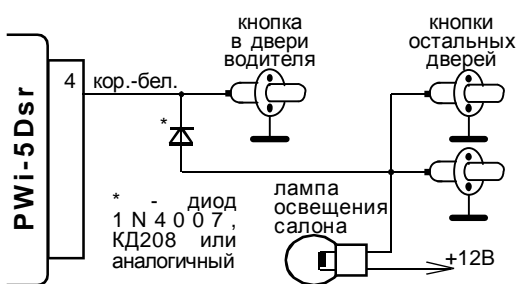 кнопка
в двери
водителя
кнопки
остальных
дверей
4
кор.-бел.
*
PWi-5Dsr
* - диод
1N4007,
КД208 или
аналогичный
лампа
освещения
салона
+12В